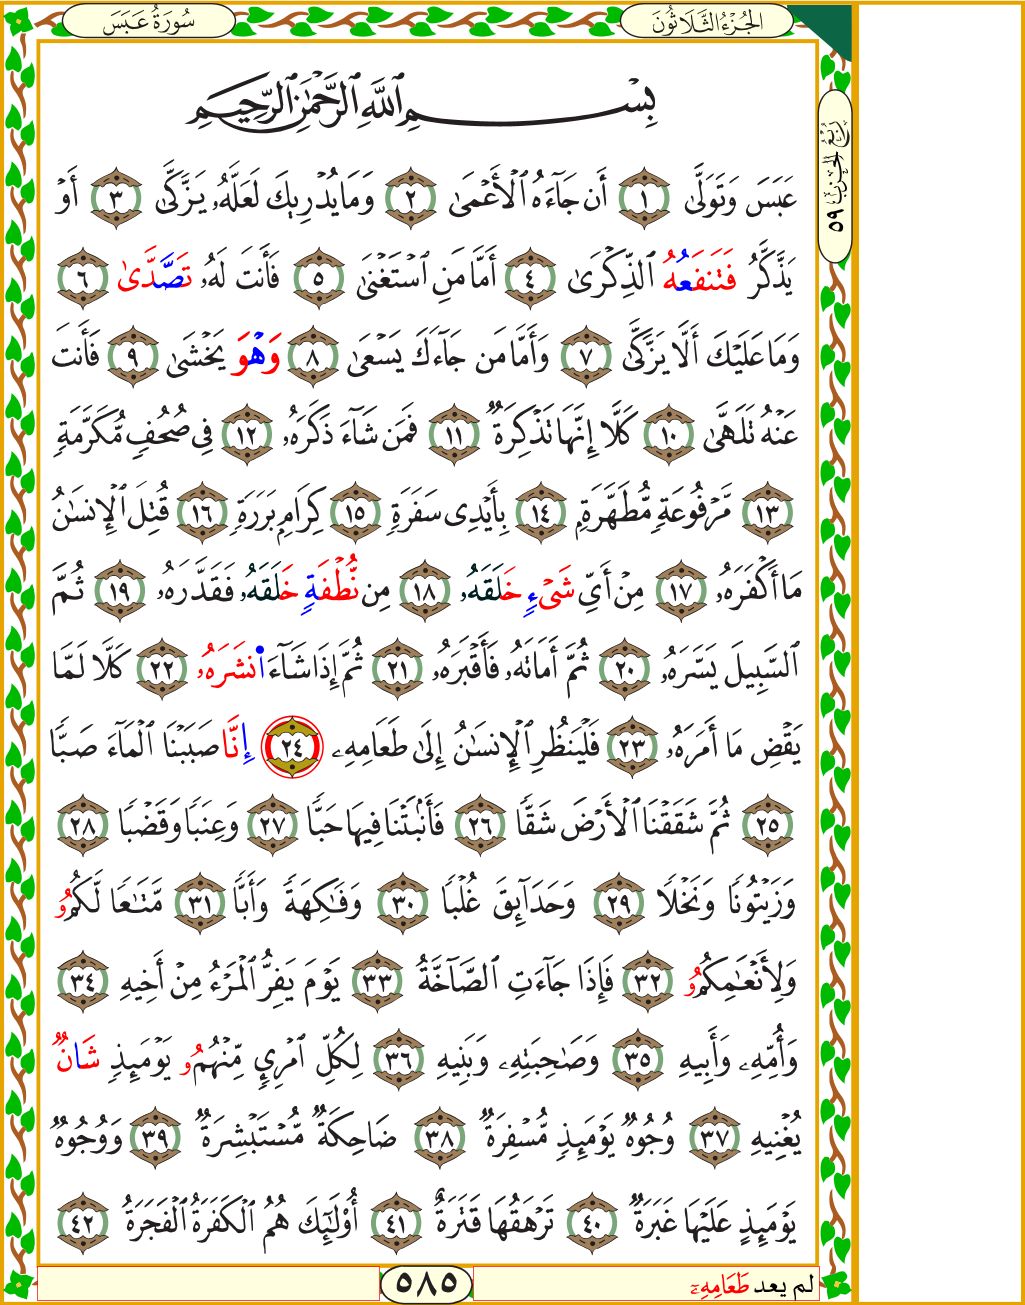 سُورَةُ عَبَسَ
الجُزْءُ الثَّلَاثُونَ
رُبْعُ الْحِزْبِ ٥٩
بِسْمِ ٱللَّهِ ٱلرَّحْمَٰنِ ٱلرَّحِيمِ
عَبَسَ وَتَوَلَّىٰ ١ أَن جَآءَهُ ٱلْأَعْمَىٰ ٢ وَمَا يُدْرِيكَ لَعَلَّهُۥ يَزَّكَّىٰ ٣ أَوْ
يَذَّكَّرُ فَتَنفَعُهُ ٱلذِّكْرَىٰ ٤ أَمَّا مَنِ ٱسْتَغْنَىٰ ٥ فَأَنتَ لَهُۥ تَصَّدَّىٰ ٦
وَمَا عَلَيْكَ أَلَّا يَزَّكَّىٰ ٧ وَأَمَّا مَن جَآءَكَ يَسْعَىٰ ٨ وَهْوَ يَخْشَىٰ ٩ فَأَنتَ
عَنْهُ تَلَهَّىٰ ١٠ كَلَّآ إِنَّهَا تَذْكِرَةٌ ١١ فَمَن شَآءَ ذَكَرَهُۥ ١٢ فِى صُحُفٍ مُّكَرَّمَةٍ
١٣ مَّرْفُوعَةٍ مُّطَهَّرَةٍۭ ١٤ بِأَيْدِى سَفَرَةٍ ١٥ كِرَامٍۭ بَرَرَةٍ ١٦ قُتِلَ ٱلْإِنسَٰنُ
مَآ أَكْفَرَهُۥ ١٧ مِنْ أَىِّ شَىْءٍ خَلَقَهُۥ ١٨ مِن نُّطْفَةٍ خَلَقَهُۥ فَقَدَّرَهُۥ ١٩ ثُمَّ
ٱلسَّبِيلَ يَسَّرَهُۥ ٢٠ ثُمَّ أَمَاتَهُۥ فَأَقْبَرَهُۥ ٢١ ثُمَّ إِذَا شَآءَ انشَرَهُۥ ٢٢ كَلَّا لَمَّا
يَقْضِ مَآ أَمَرَهُۥ ٢٣ فَلْيَنظُرِ ٱلْإِنسَٰنُ إِلَىٰ طَعَامِهِۦٓ ٢٤ إِنَّا صَبَبْنَا ٱلْمَآءَ صَبًّا
٢٥ ثُمَّ شَقَقْنَا ٱلْأَرْضَ شَقًّا ٢٦ فَأَنۢبَتْنَا فِيهَا حَبًّا ٢٧ وَعِنَبًا وَقَضْبًا ٢٨
وَزَيْتُونًا وَنَخْلًا ٢٩ وَحَدَآئِقَ غُلْبًا ٣٠ وَفَٰكِهَةً وَأَبًّا ٣١ مَّتَٰعًا لَّكُمُۥ
وَلِأَنْعَٰمِكُمُۥ ٣٢ فَإِذَا جَآءَتِ ٱلصَّآخَّةُ ٣٣ يَوْمَ يَفِرُّ ٱلْمَرْءُ مِنْ أَخِيهِ ٣٤
وَأُمِّهِۦ وَأَبِيهِ ٣٥ وَصَٰحِبَتِهِۦ وَبَنِيهِ ٣٦ لِكُلِّ ٱمْرِئٍ مِّنْهُمُۥ يَوْمَئِذٍ شَانٌ
يُغْنِيهِ ٣٧ وُجُوهٌ يَوْمَئِذٍ مُّسْفِرَةٌ ٣٨ ضَاحِكَةٌ مُّسْتَبْشِرَةٌ ٣٩ وَوُجُوهٌ
يَوْمَئِذٍ عَلَيْهَا غَبَرَةٌ ٤٠ تَرْهَقُهَا قَتَرَةٌ ٤١ أُو۟لَٰٓئِكَ هُمُ ٱلْكَفَرَةُ ٱلْفَجَرَةُ ٤٢
لم يعد طَعَامِهِۦٓ
٥٨٥